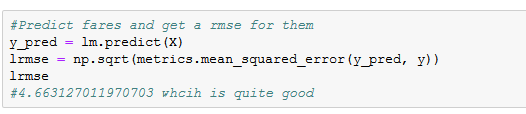 #Predict fares and get a rmse for them
y_pred = lm.predict(X)
lrmse = np.sqrt(metrics.mean_squared_error(y_pred, y))
lrmse
#4.663127011970703 whcih is quite good